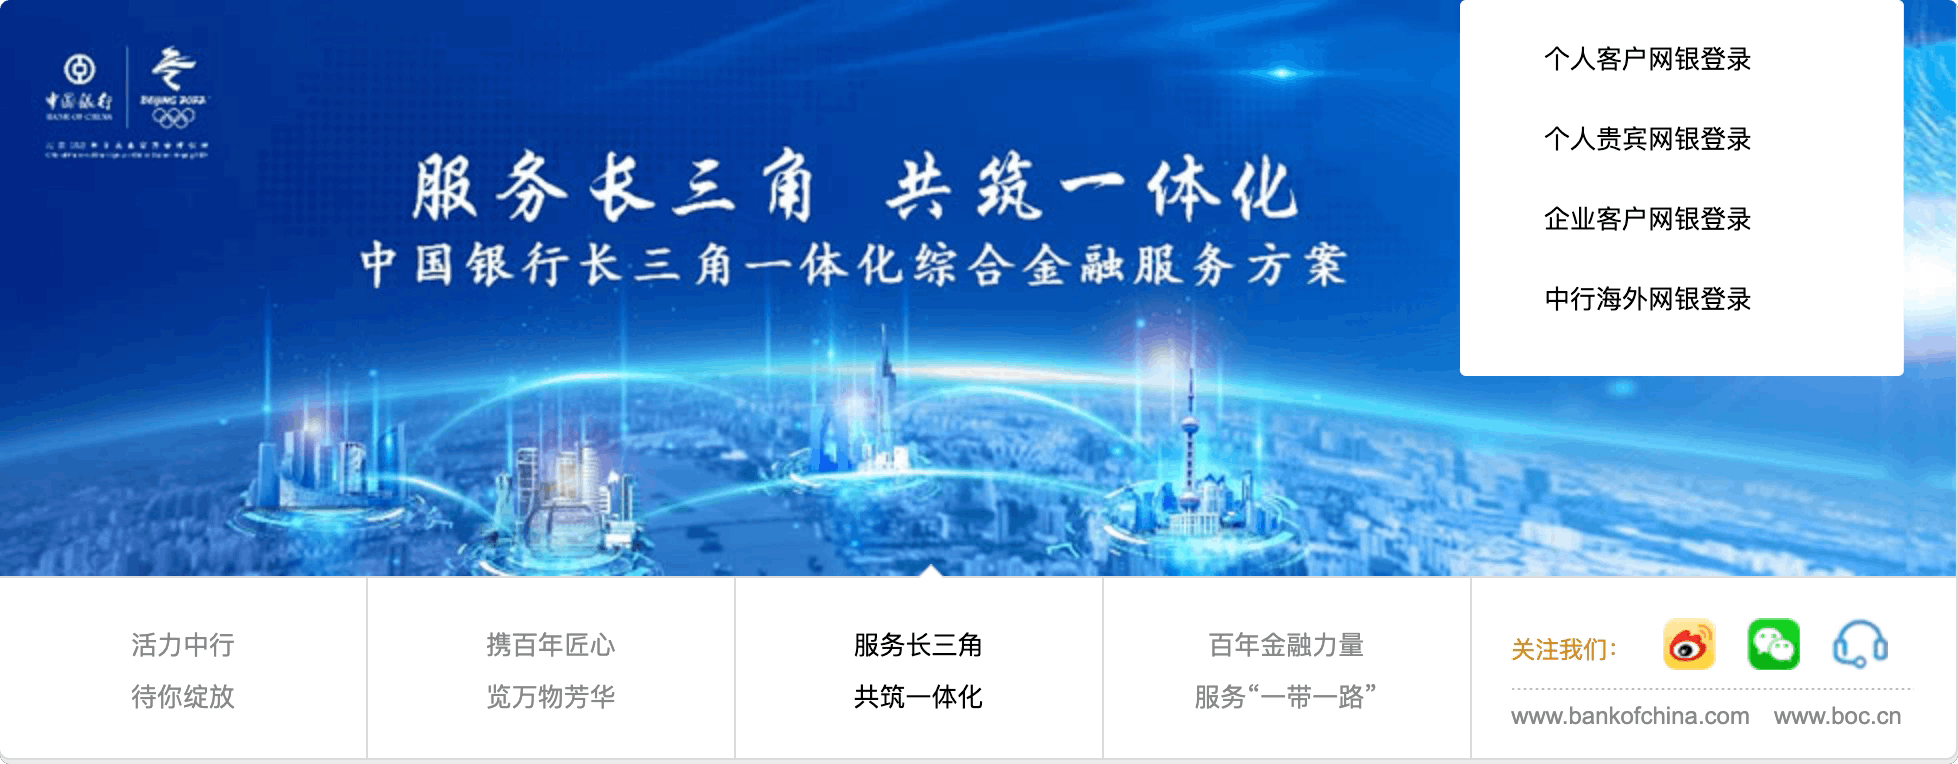 中国银行
BANK OF CHINA
BEIJING 2022
服务长三角 共筑一体化
中国银行长三角一体化综合金融服务方案
个人客户网银登录
个人贵宾网银登录
企业客户网银登录
中行海外网银登录
活力中行
待你绽放
携百年匠心
览万物芳华
服务长三角
共筑一体化
百年金融力量
服务“一带一路”
关注我们：
www.bankofchina.com www.boc.cn